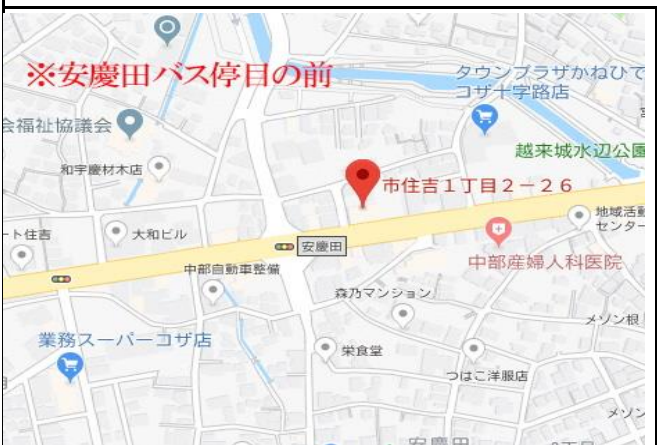 ※安慶田バス停目の前
タウンプラザかねひで
コザ十字路店
会福祉協議会
越来城水辺公園
和宇慶材木店
市住吉1丁目2-26
地域活動
センター
ート住吉
大和ビル
安慶田
中部産婦人科医院
中部自動車整備
森乃マンション
メゾン根
業務スーパーコザ店
栄食堂
つはこ洋服店
メゾン
安慶田